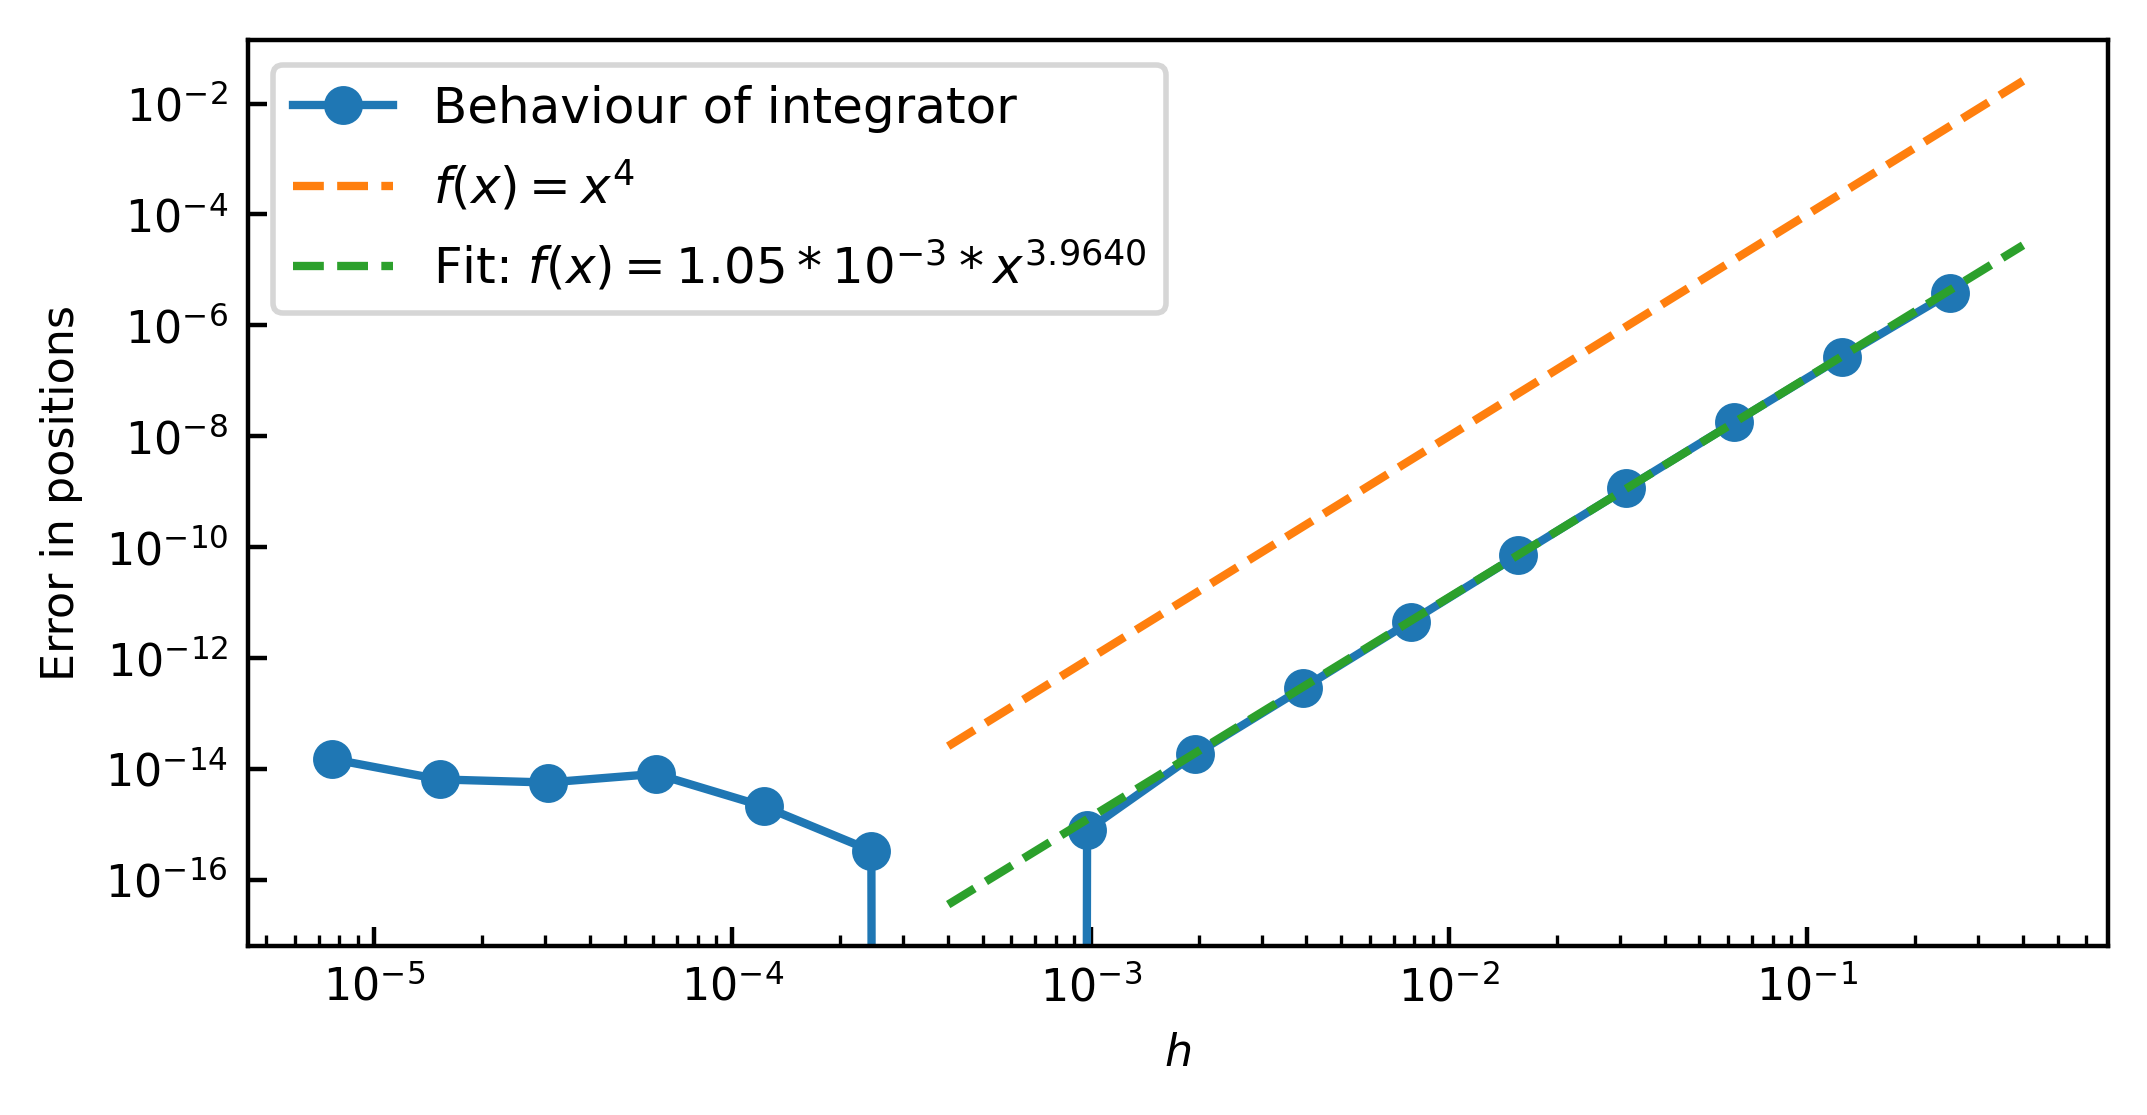 Behaviour of integrator
f(x) = x⁴
Fit: f(x) = 1.05 * 10⁻³ * x³·⁹⁶⁴⁰
10⁻²
10⁻⁴
10⁻⁶
10⁻⁸
10⁻¹⁰
10⁻¹²
10⁻¹⁴
10⁻¹⁶
Error in positions
10⁻⁵
10⁻⁴
10⁻³
10⁻²
10⁻¹
h